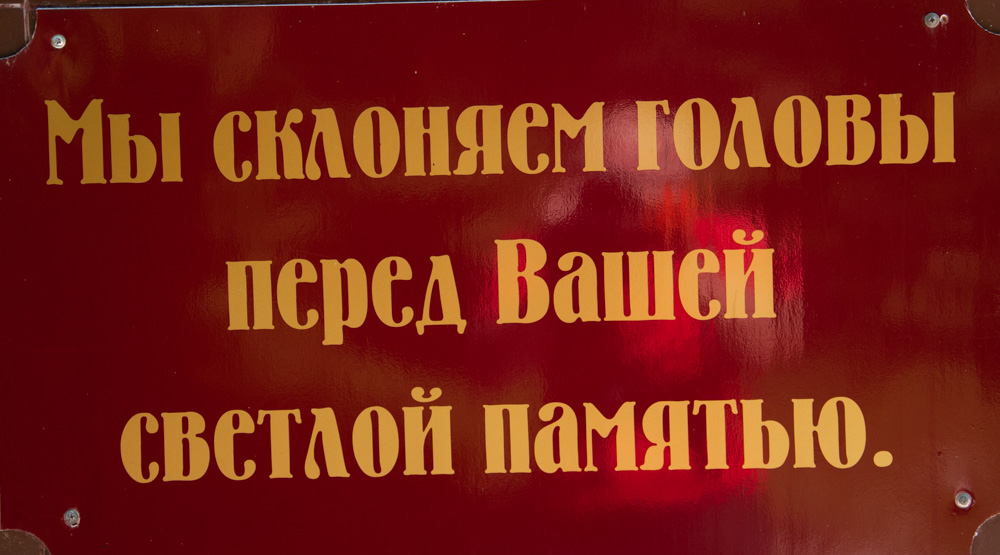 Мы склоняем головы
перед Вашей
светлой памятью.